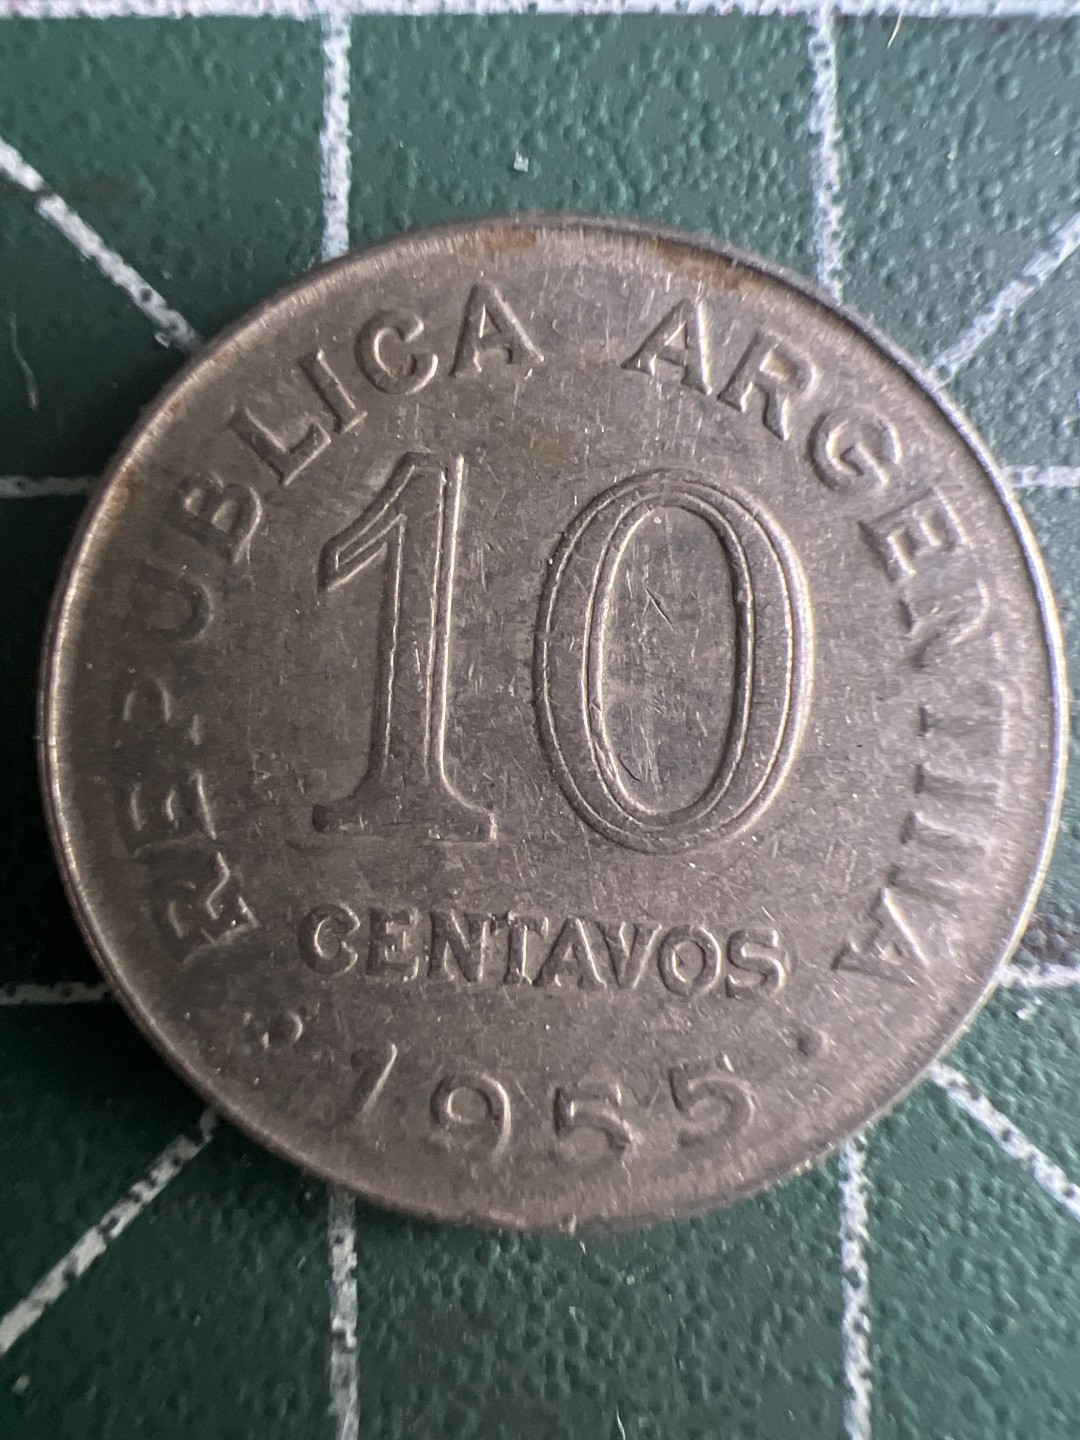 REPUBLICA ARGENTINA
10
CENTAVOS
• 1955 •